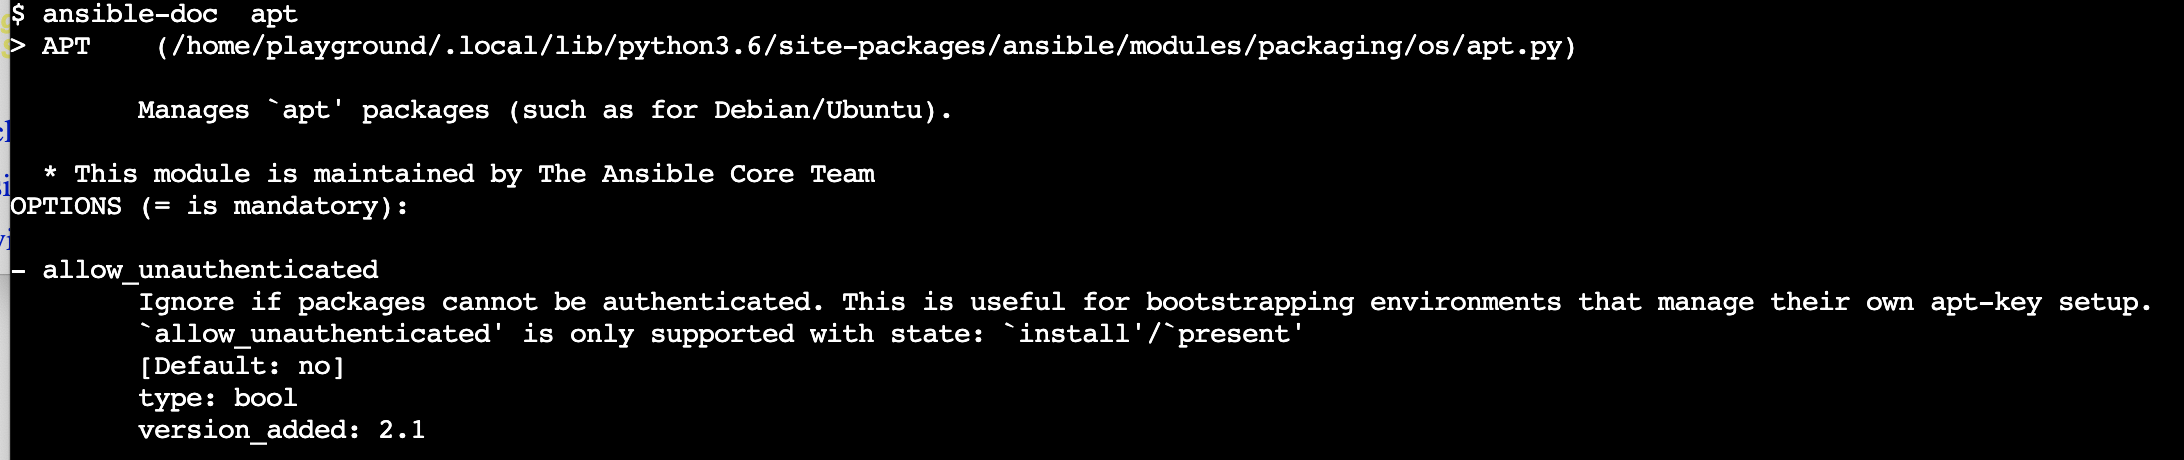 $ ansible-doc  apt
> APT    (/home/playground/.local/lib/python3.6/site-packages/ansible/modules/packaging/os/apt.py)
Manages `apt' packages (such as for Debian/Ubuntu).
* This module is maintained by The Ansible Core Team
OPTIONS (= is mandatory):
- allow_unauthenticated
Ignore if packages cannot be authenticated. This is useful for bootstrapping environments that manage their own apt-key setup.
`allow_unauthenticated' is only supported with state: `install'/`present'
[Default: no]
type: bool
version_added: 2.1